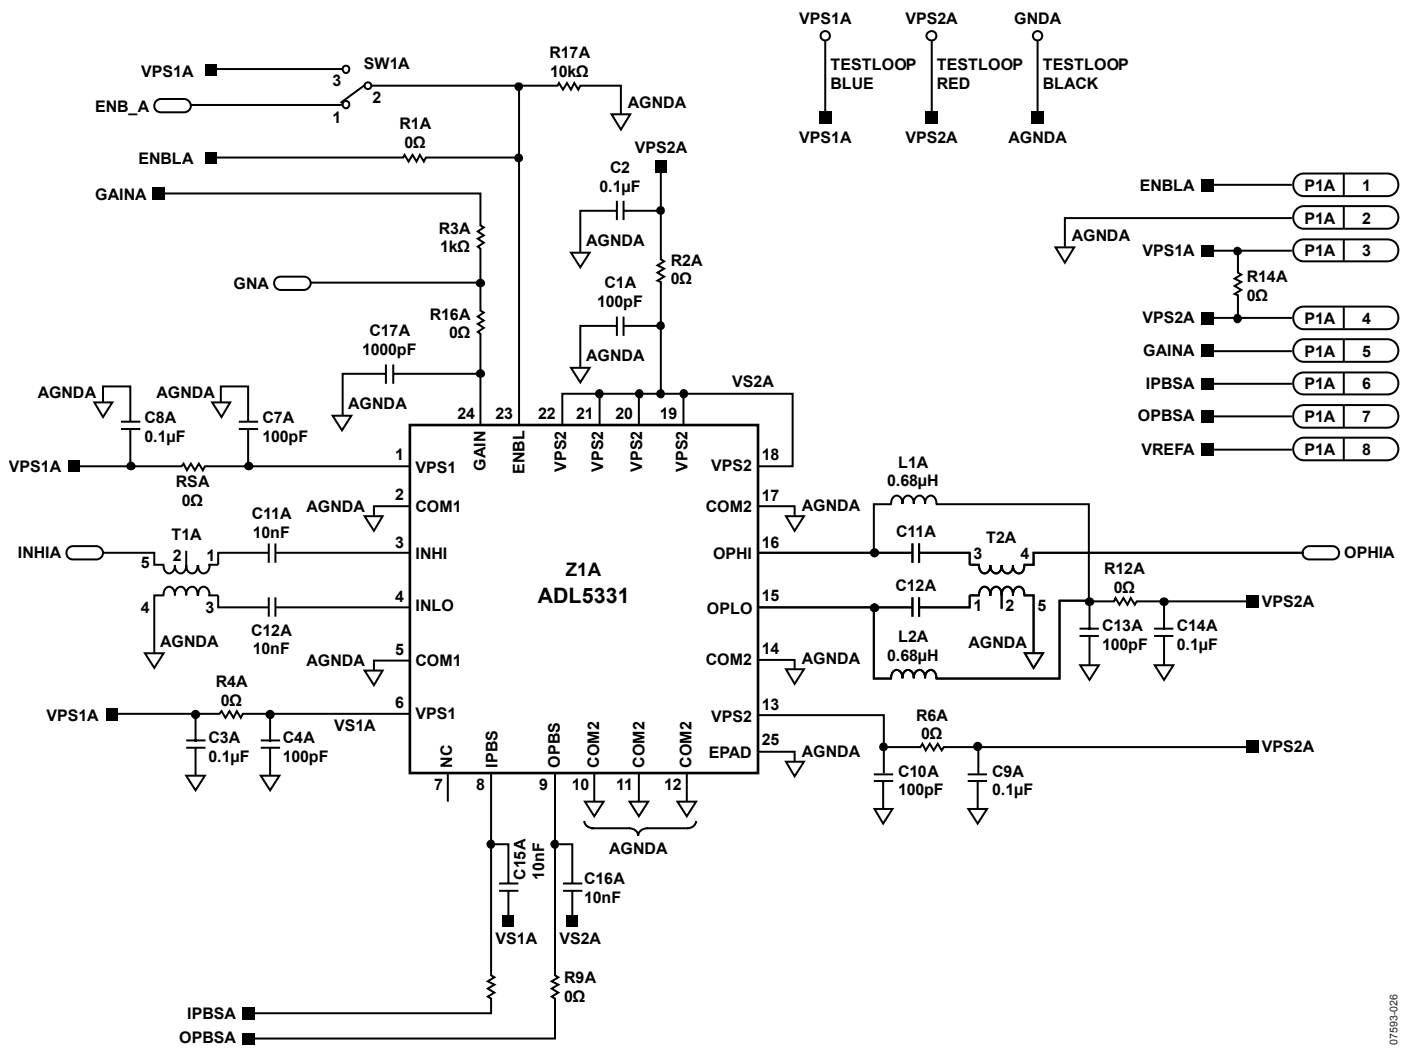 VPS1A
VPS2A
GNDA
TESTLOOP
BLUE
TESTLOOP
RED
TESTLOOP
BLACK
VPS1A
VPS2A
AGNDA
VPS1A
3
SW1A
2
ENB_A
1
R17A
10kΩ
AGNDA
R1A
0Ω
ENBLA
GAINA
VPS2A
C2
0.1µF
AGNDA
R3A
1kΩ
GNA
R2A
0Ω
C1A
100pF
AGNDA
R16A
0Ω
C17A
1000pF
AGNDA
VS2A
ENBLA
P1A 1
AGNDA
P1A 2
VPS1A
P1A 3
R14A
0Ω
VPS2A
P1A 4
GAINA
P1A 5
IPBSA
P1A 6
OPBSA
P1A 7
VREFA
P1A 8
AGNDA
C8A
0.1µF
AGNDA
C7A
100pF
VPS1A
RSA
0Ω
24 23 22 21 20 19
GAIN
ENBL
VPS2
VPS2
VPS2
VPS2
1
VPS1
AGNDA
2
COM1
C11A
10nF
INHIA
T1A
5
2
1
3
INHI
4
3
4
INLO
C12A
10nF
AGNDA
AGNDA
5
COM1
VPS1A
R4A
0Ω
VS1A
6
VPS1
C3A
0.1µF
C4A
100pF
Z1A
ADL5331
VPS2
18
COM2
17
AGNDA
OPHI
16
OPLO
15
COM2
14
AGNDA
VPS2
13
EPAD
25
AGNDA
L1A
0.68µH
C11A
T2A
3
4
OPHIA
C12A
1
2
5
AGNDA
L2A
0.68µH
R12A
0Ω
VPS2A
C13A
100pF
C14A
0.1µF
R6A
0Ω
VPS2A
C10A
100pF
C9A
0.1µF
NC
IPBS
OPBS
COM2
COM2
COM2
7 8 9 10 11 12
AGNDA
C15A
10nF
VS1A
C16A
10nF
VS2A
R9A
0Ω
IPBSA
OPBSA
07593-026